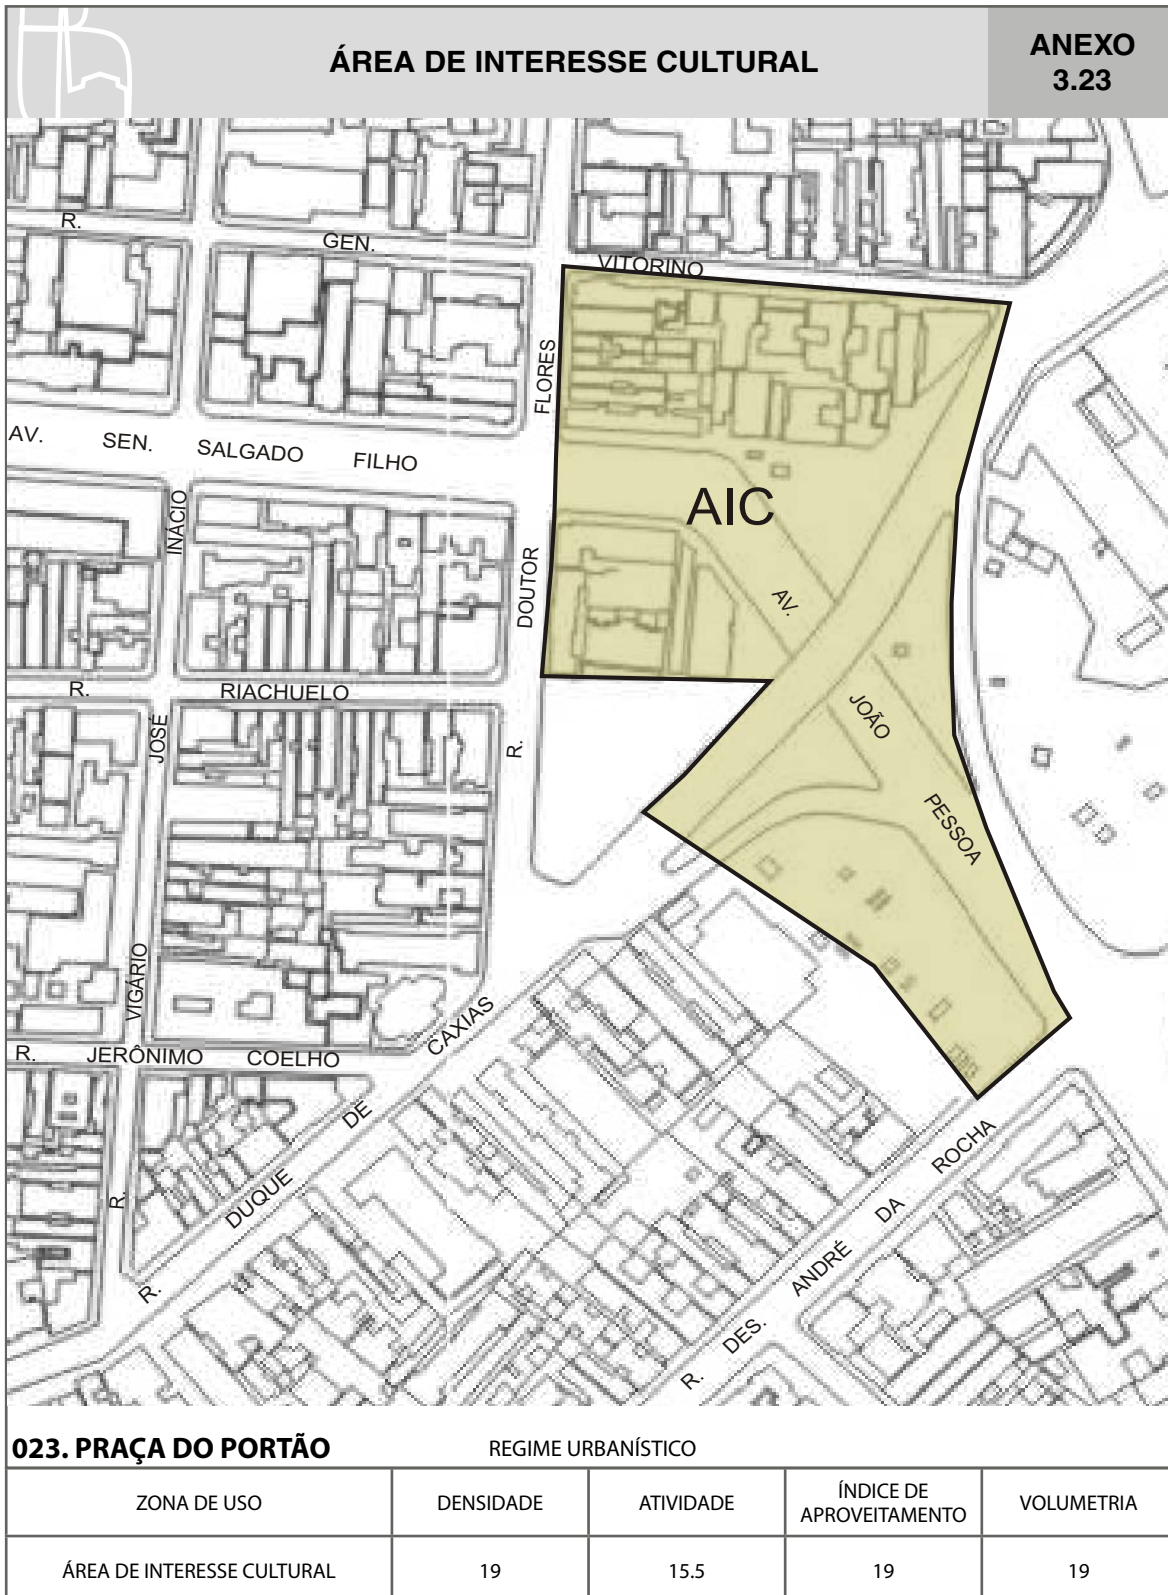 ÁREA DE INTERESSE CULTURAL
ANEXO
3.23
R.
GEN.
VITORINO
FLORES
AV.
SEN.
SALGADO
FILHO
AIC
INÁCIO
DOUTOR
AV.
R.
RIACHUELO
JOSÉ
R.
JOÃO
PESSOA
VIGÁRIO
CAXIAS
R.
JERÔNIMO
COELHO
DE
ROCHA
R.
DUQUE
DA
ANDRÉ
R.
DES.
R.
023. PRAÇA DO PORTÃO
REGIME URBANÍSTICO
ZONA DE USO
DENSIDADE
ATIVIDADE
ÍNDICE DE
APROVEITAMENTO
VOLUMETRIA
ÁREA DE INTERESSE CULTURAL
19
15.5
19
19